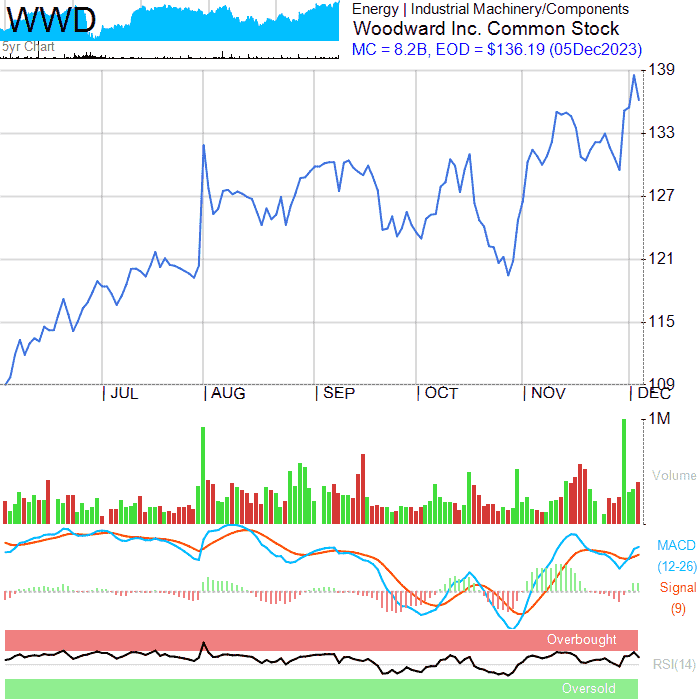 WWD
5yr Chart
Energy | Industrial Machinery/Components
Woodward Inc. Common Stock
MC = 8.2B, EOD = $136.19 (05Dec2023)
139
133
127
121
115
109
JUL AUG SEP OCT NOV DEC
1M
Volume
MACD
(12-26)
Signal
(9)
Overbought
RSI(14)
Oversold